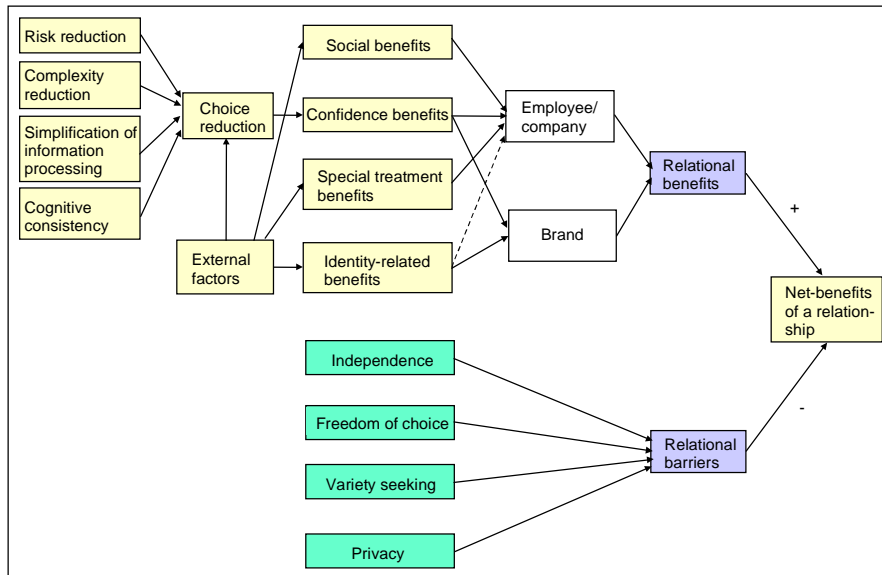 Risk reduction
Complexity
reduction
Simplification of
information
processing
Cognitive
consistency
Choice
reduction
External
factors
Social benefits
Confidence benefits
Special treatment
benefits
Identity-related
benefits
Employee/
company
Brand
Relational
benefits
+
Net-benefits
of a relation-
ship
-
Independence
Freedom of choice
Variety seeking
Privacy
Relational
barriers